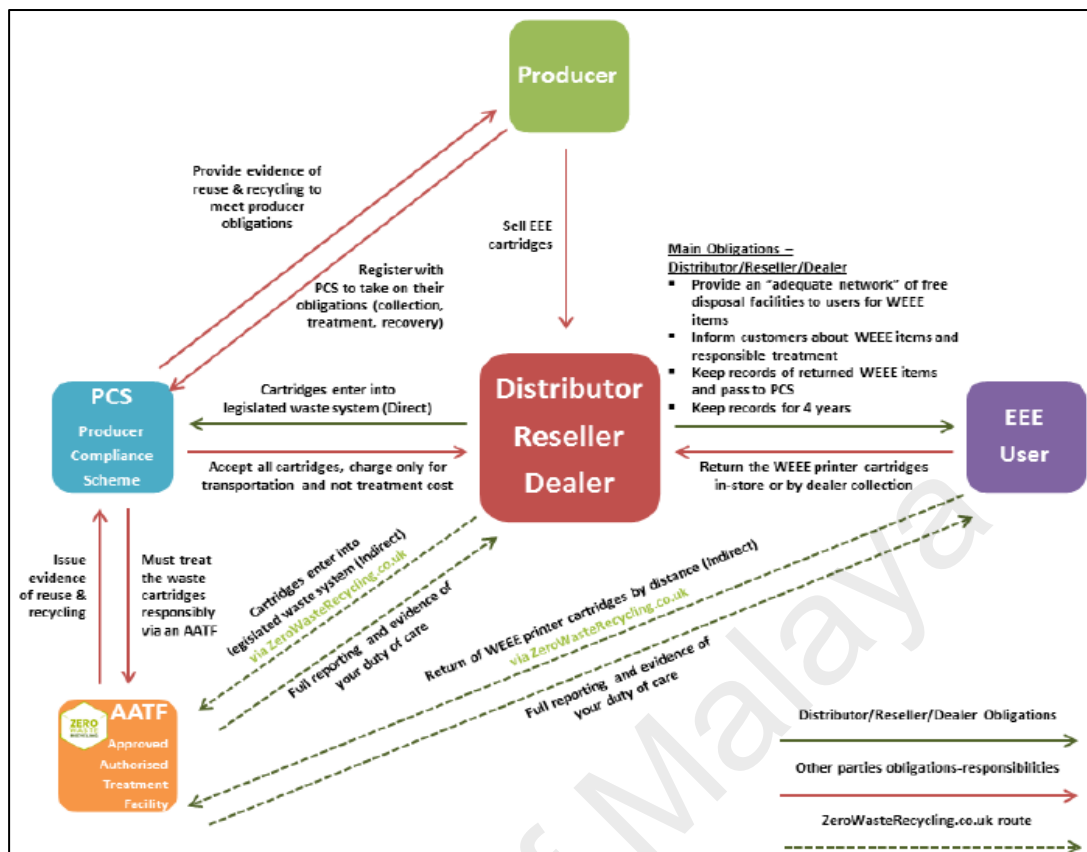 Producer
Provide evidence of
reuse & recycling to
meet producer
obligations
Sell EEE
cartridges
Register with
PCS to take on their
obligations (collection,
treatment, recovery)
Main Obligations –
Distributor/Reseller/Dealer
▪ Provide an "adequate network" of free
disposal facilities to users for WEEE
items
▪ Inform customers about WEEE items and
responsible treatment
▪ Keep records of returned WEEE items
and pass to PCS
▪ Keep records for 4 years
PCS
Producer
Compliance
Scheme
Cartridges enter into
legislated waste system (Direct)
Accept all cartridges, charge only for
transportation and not treatment cost
Distributor
Reseller
Dealer
EEE
User
Return the WEEE printer cartridges
in-store or by dealer collection
Issue
evidence
of reuse &
recycling
Must treat
the waste
cartridges
responsibly
via an AATF
Cartridges enter into
legislated waste system (Indirect)
via ZeroWasteRecycling.co.uk
Full reporting and evidence of
your duty of care
Return of WEEE printer cartridges by distance (Indirect)
via ZeroWasteRecycling.co.uk
Full reporting and evidence of
your duty of care
ZERO
WASTE
RECYCLING
AATF
Approved
Authorised
Treatment
Facility
Distributor/Reseller/Dealer Obligations
Other parties obligations-responsibilities
ZeroWasteRecycling.co.uk route
of Malaya